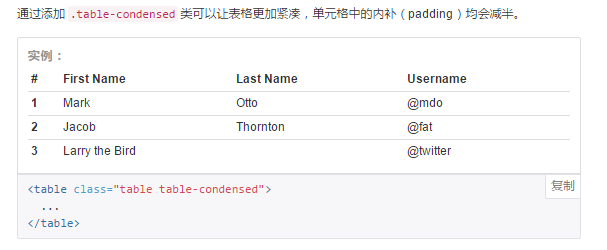 通过添加 .table-condensed 类可以让表格更加紧凑，单元格中的内补（padding）均会减半。
实例：
# First Name Last Name Username
1 Mark Otto @mdo
2 Jacob Thornton @fat
3 Larry the Bird @twitter
复制
<table class="table table-condensed">
  ...
</table>